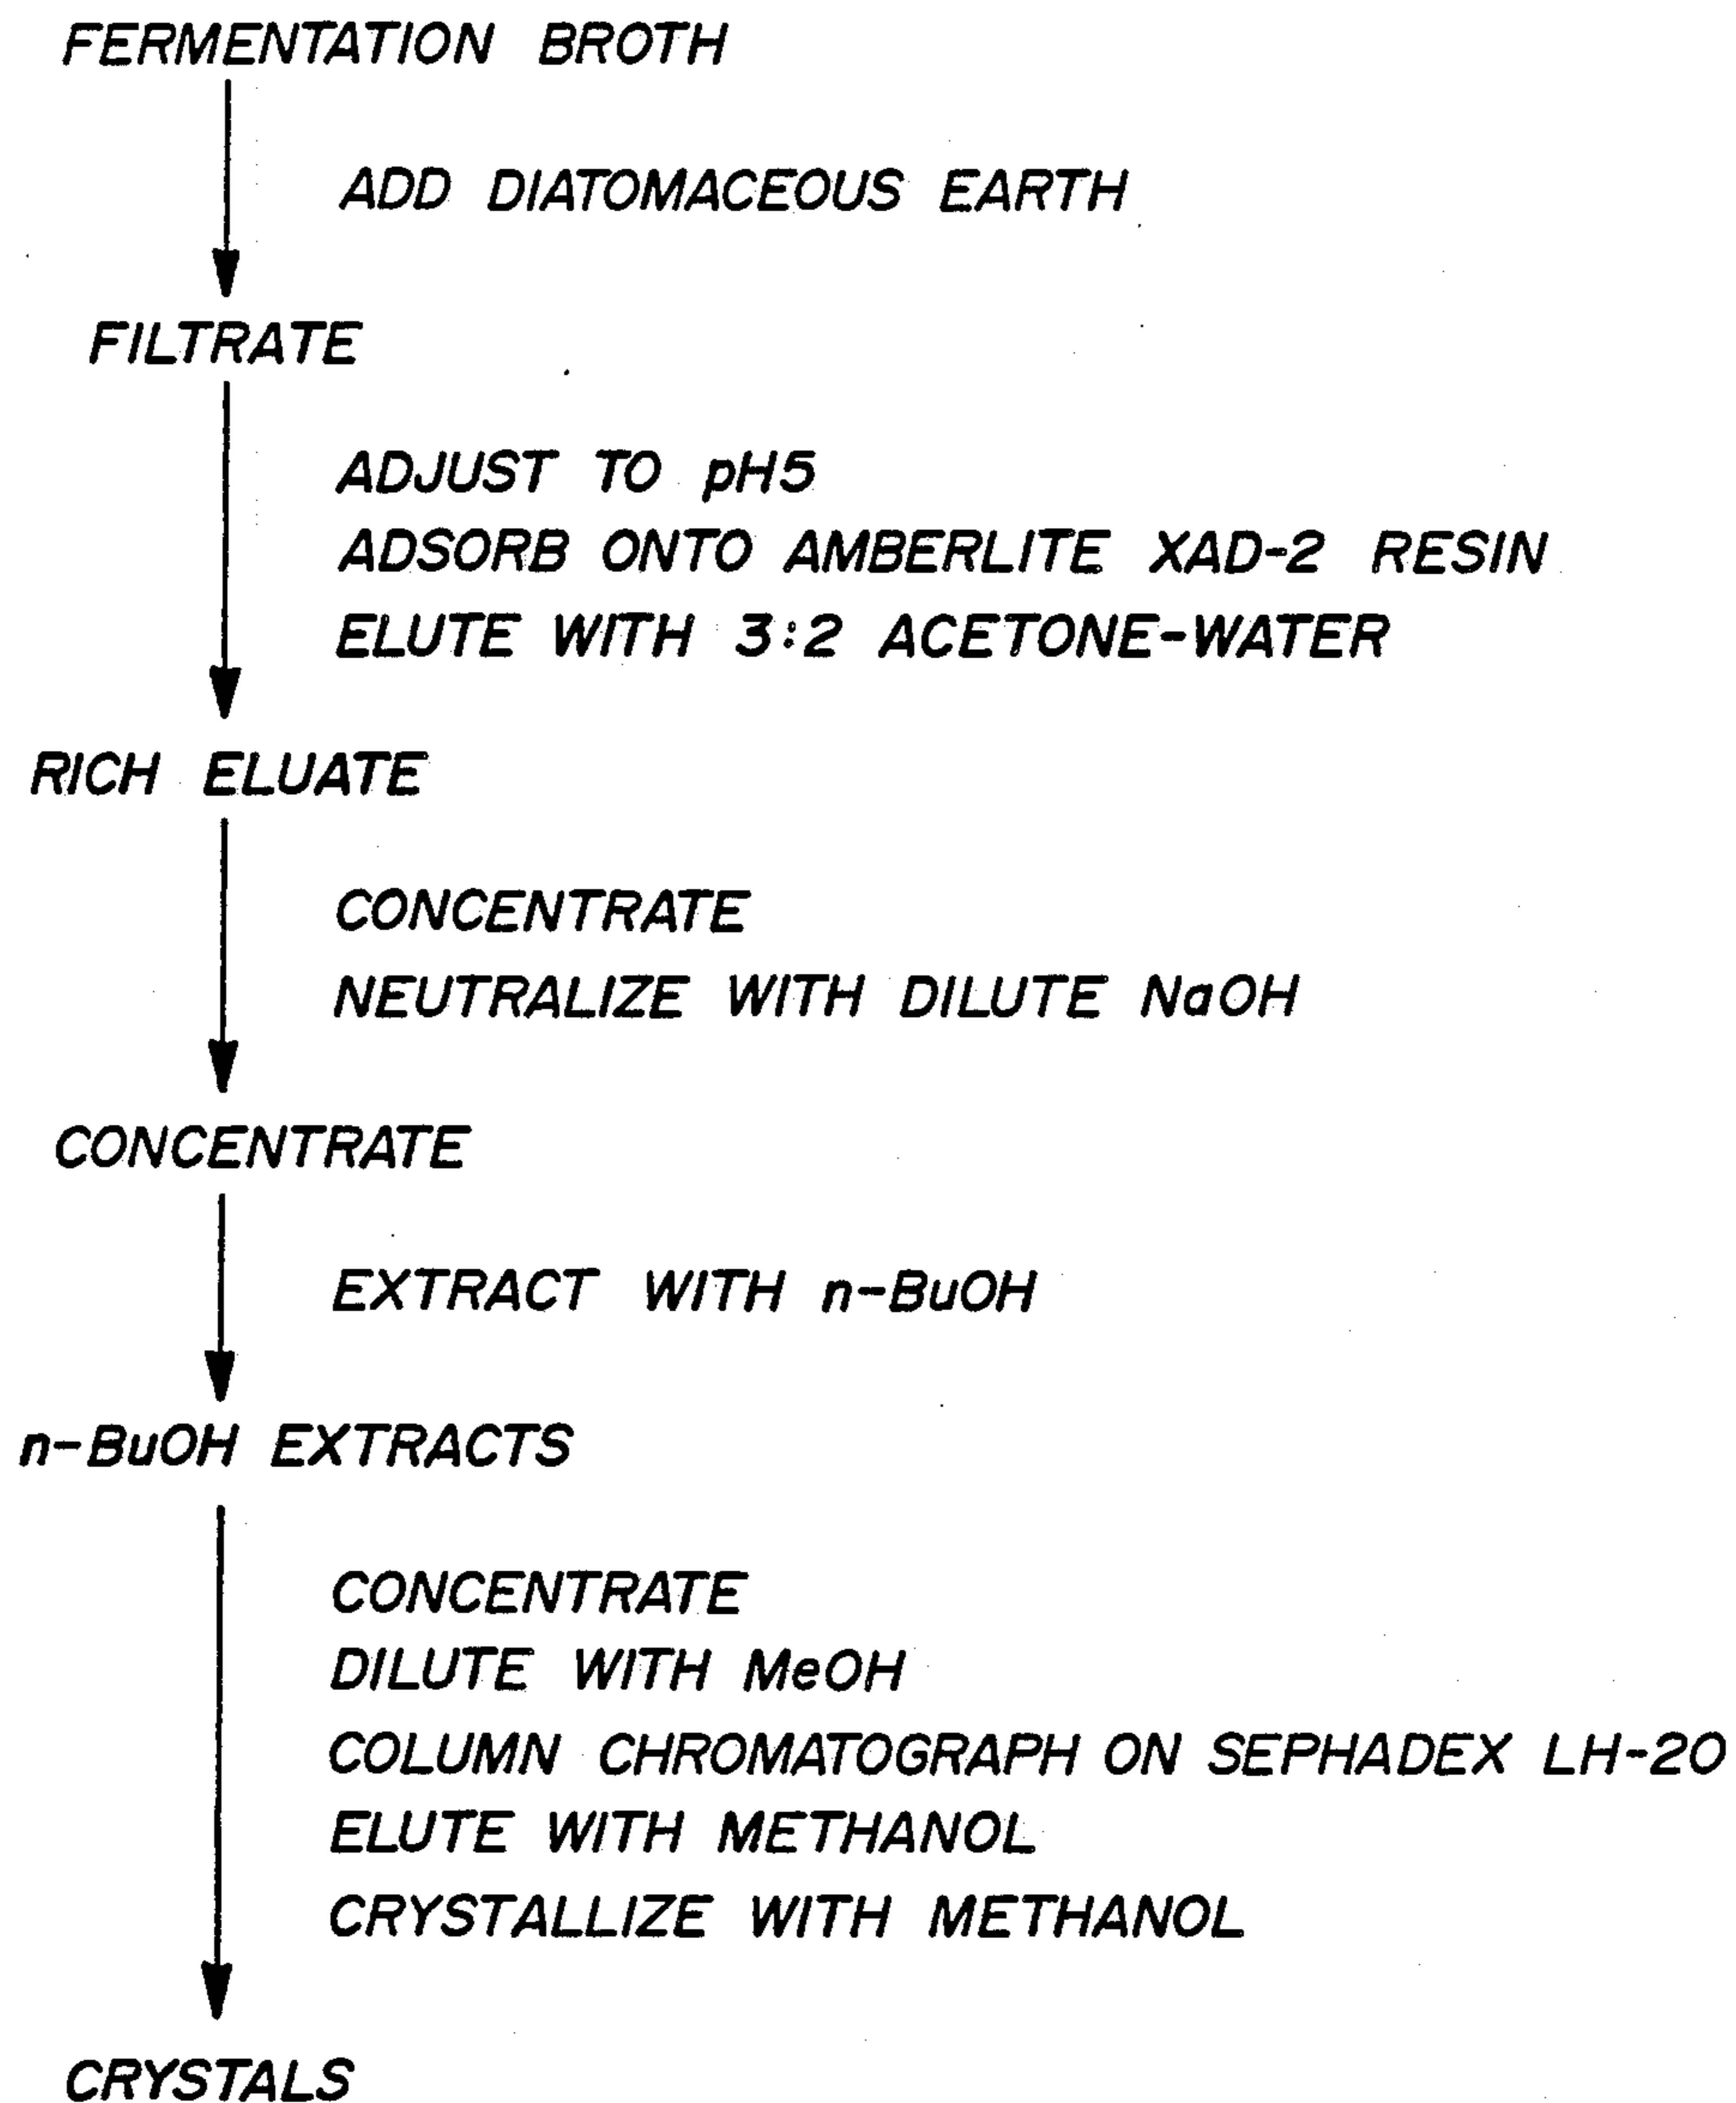 FERMENTATION BROTH
ADD DIATOMACEOUS EARTH
FILTRATE
ADJUST TO pH5
ADSORB ONTO AMBERLITE XAD-2 RESIN
ELUTE WITH 3:2 ACETONE-WATER
RICH ELUATE
CONCENTRATE
NEUTRALIZE WITH DILUTE NaOH
CONCENTRATE
EXTRACT WITH n-BuOH
n-BuOH EXTRACTS
CONCENTRATE
DILUTE WITH MeOH
COLUMN CHROMATOGRAPH ON SEPHADEX LH-20
ELUTE WITH METHANOL
CRYSTALLIZE WITH METHANOL
CRYSTALS